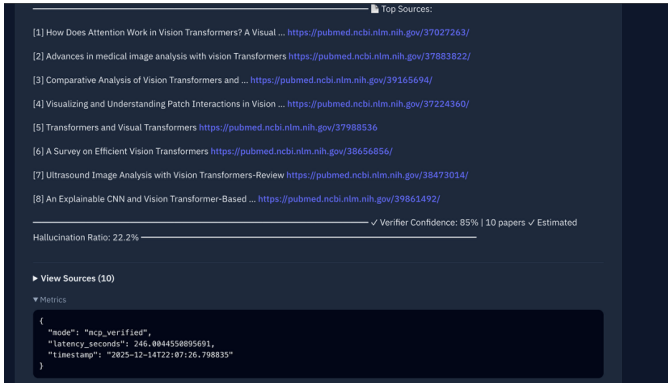 Top Sources:
[1] How Does Attention Work in Vision Transformers? A Visual ... https://pubmed.ncbi.nlm.nih.gov/37027263/
[2] Advances in medical image analysis with vision Transformers https://pubmed.ncbi.nlm.nih.gov/37883822/
[3] Comparative Analysis of Vision Transformers and ... https://pubmed.ncbi.nlm.nih.gov/39165694/
[4] Visualizing and Understanding Patch Interactions in Vision ... https://pubmed.ncbi.nlm.nih.gov/37224360/
[5] Transformers and Visual Transformers https://pubmed.ncbi.nlm.nih.gov/37988536
[6] A Survey on Efficient Vision Transformers https://pubmed.ncbi.nlm.nih.gov/38656856/
[7] Ultrasound Image Analysis with Vision Transformers-Review https://pubmed.ncbi.nlm.nih.gov/38473014/
[8] An Explainable CNN and Vision Transformer-Based ... https://pubmed.ncbi.nlm.nih.gov/39861492/
✓ Verifier Confidence: 85% | 10 papers ✓ Estimated
Hallucination Ratio: 22.2%
▶ View Sources (10)
▼ Metrics
{
"mode": "mcp_verified",
"latency_seconds": 246.0044550895691,
"timestamp": "2025-12-14T22:07:26.798835"
}